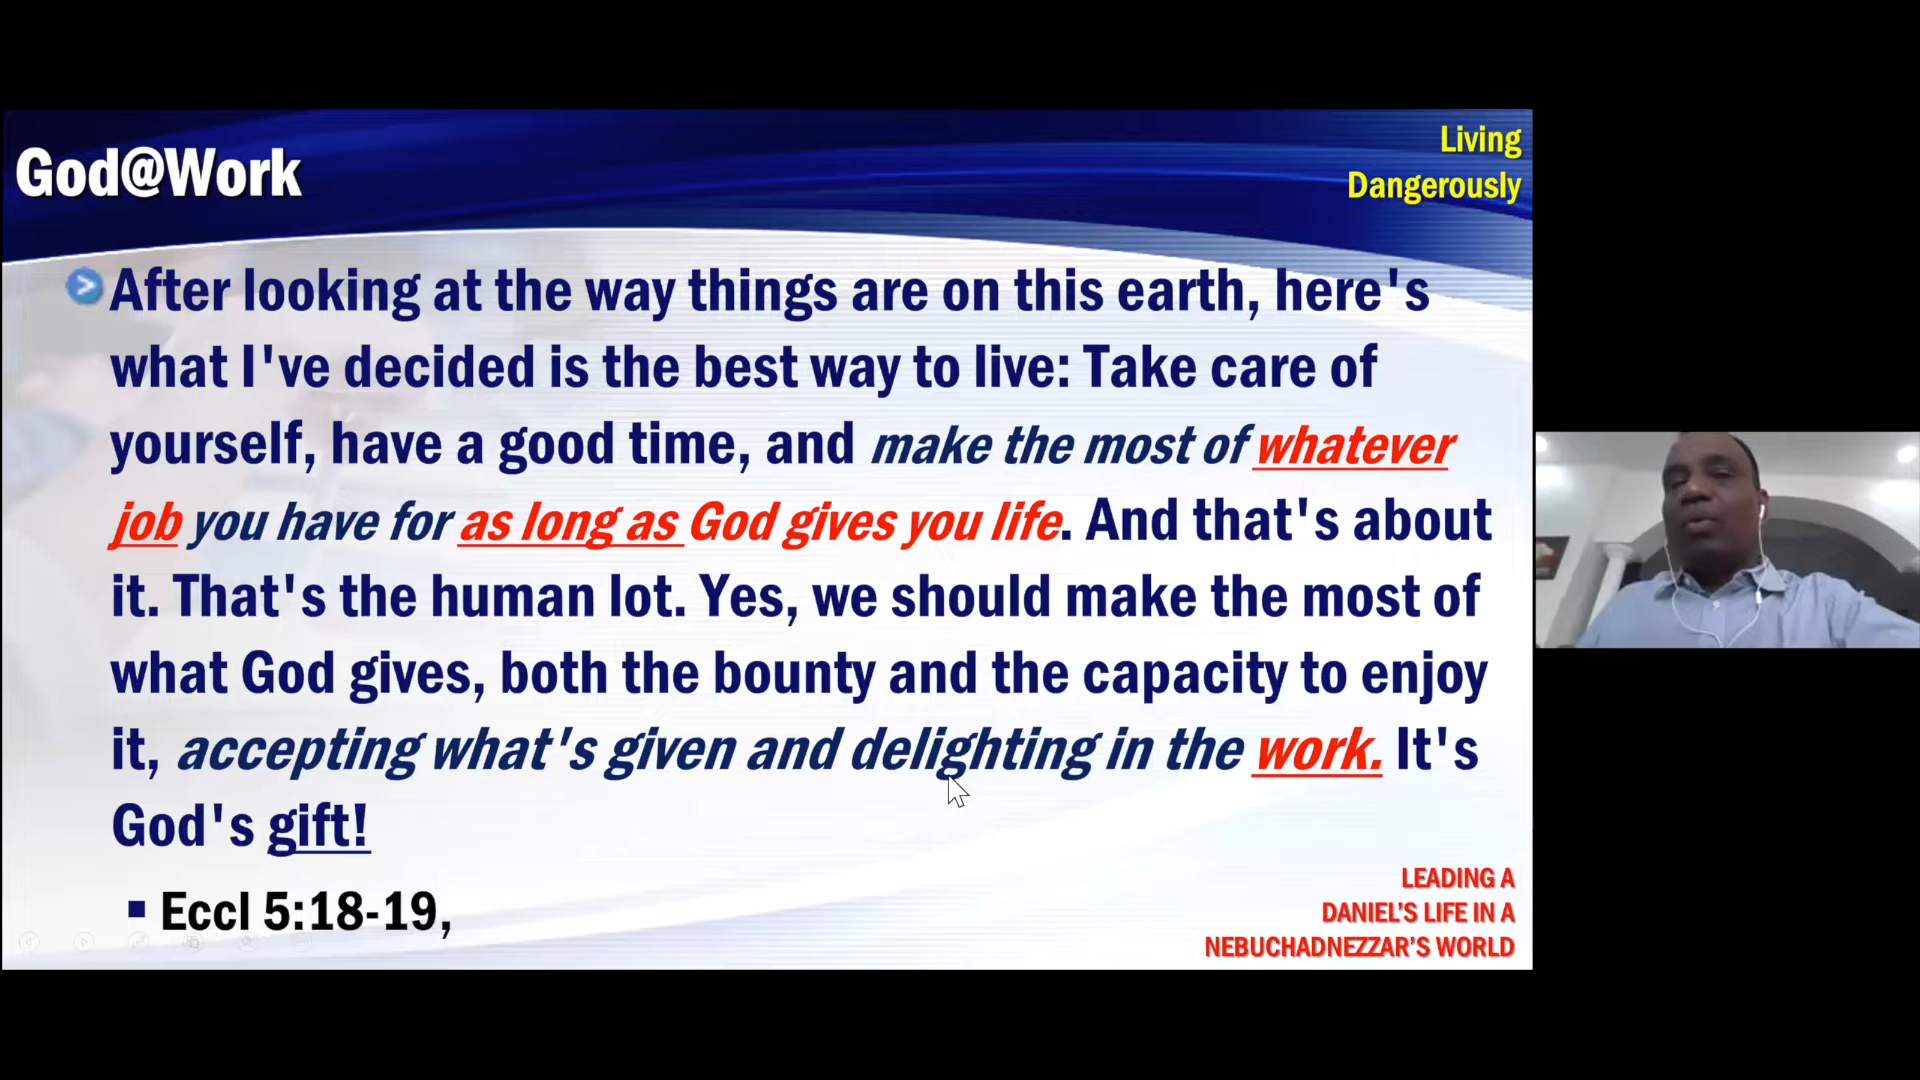 God@Work
Living
Dangerously
After looking at the way things are on this earth, here's
what I've decided is the best way to live: Take care of
yourself, have a good time, and make the most of whatever
job you have for as long as God gives you life. And that's about
it. That's the human lot. Yes, we should make the most of
what God gives, both the bounty and the capacity to enjoy
it, accepting what's given and delighting in the work. It's
God's gift!
Eccl 5:18-19,
LEADING A
DANIEL'S LIFE IN A
NEBUCHADNEZZAR'S WORLD